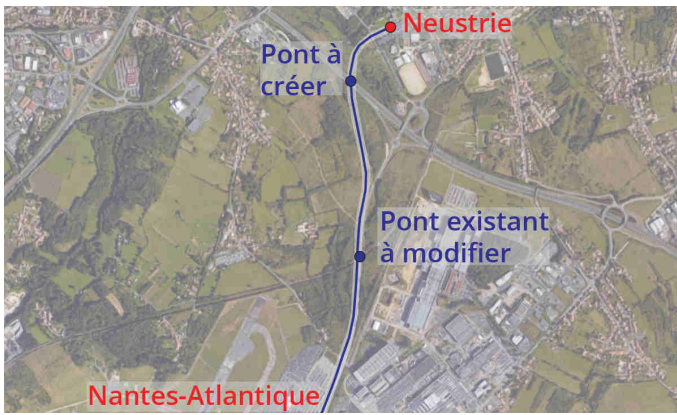 Neustrie
Pont à
créer
Pont existant
à modifier
Nantes-Atlantique